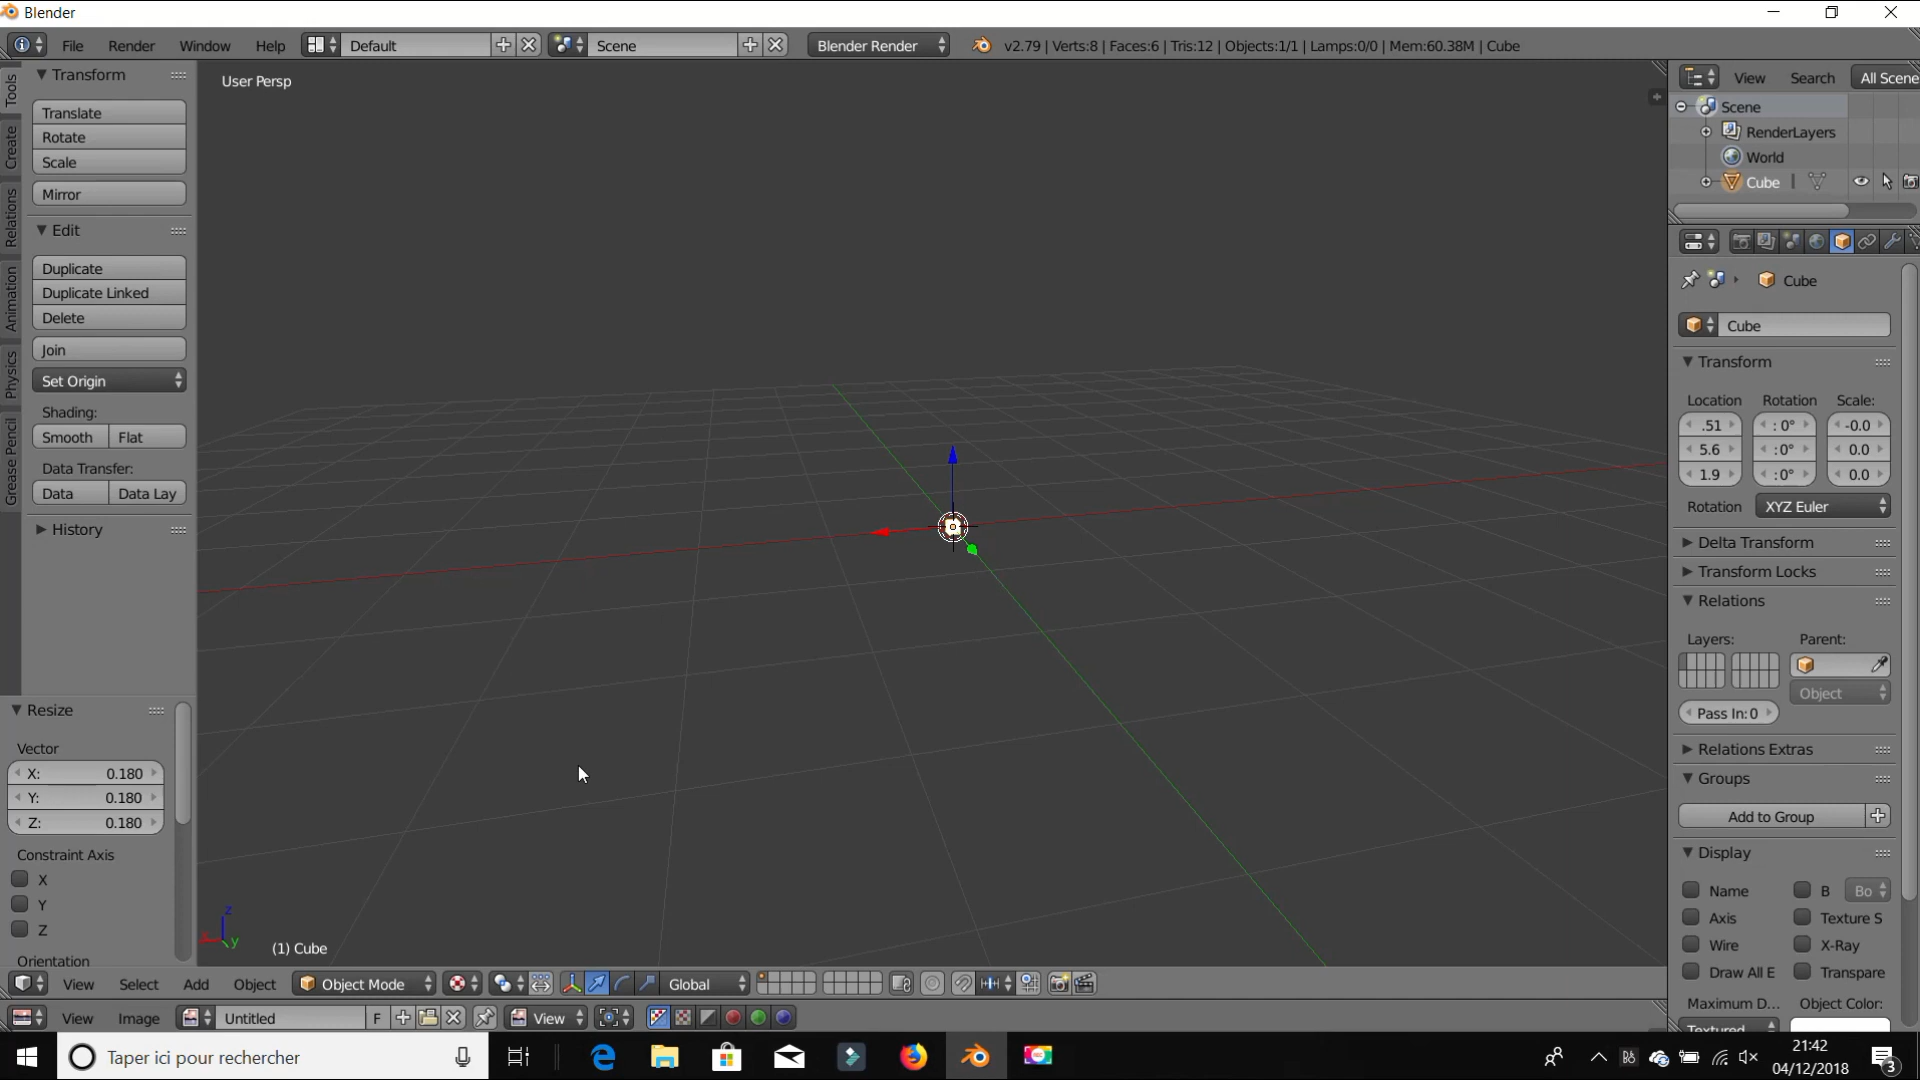 Blender
File Render Window Help Default Scene Blender Render v2.79 | Verts:8 | Faces:6 | Tris:12 | Objects:1/1 | Lamps:0/0 | Mem:60.38M | Cube
Tools
Create
Relations
Animation
Physics
Grease Pencil
Transform
Translate
Rotate
Scale
Mirror
Edit
Duplicate
Duplicate Linked
Delete
Join
Set Origin
Shading:
Smooth Flat
Data Transfer:
Data Data Lay
History
Resize
Vector
X: 0.180
Y: 0.180
Z: 0.180
Constraint Axis
X
Y
Z
Orientation
User Persp
z
x
y
(1) Cube
View Select Add Object Object Mode Global
View Image Untitled F View
View Search All Scene
Scene
RenderLayers
World
Cube
Cube
Cube
Transform
Location Rotation Scale:
.51 : 0° -0.0
5.6 :0° 0.0
1.9 :0° 0.0
Rotation XYZ Euler
Delta Transform
Transform Locks
Relations
Layers: Parent:
Object
Pass In:0
Relations Extras
Groups
Add to Group
Display
Name B Bo
Axis Texture S
Wire X-Ray
Draw All E Transpare
Maximum D... Object Color:
Textured
Taper ici pour rechercher
21:42
04/12/2018
3